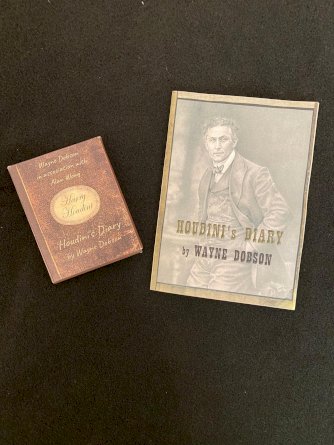 Wayne Dobson
in association with
Alan Wong
Harry
Houdini
Houdini's Diary
by Wayne Dobson
HOUDINI's DIARY
by WAYNE DOBSON